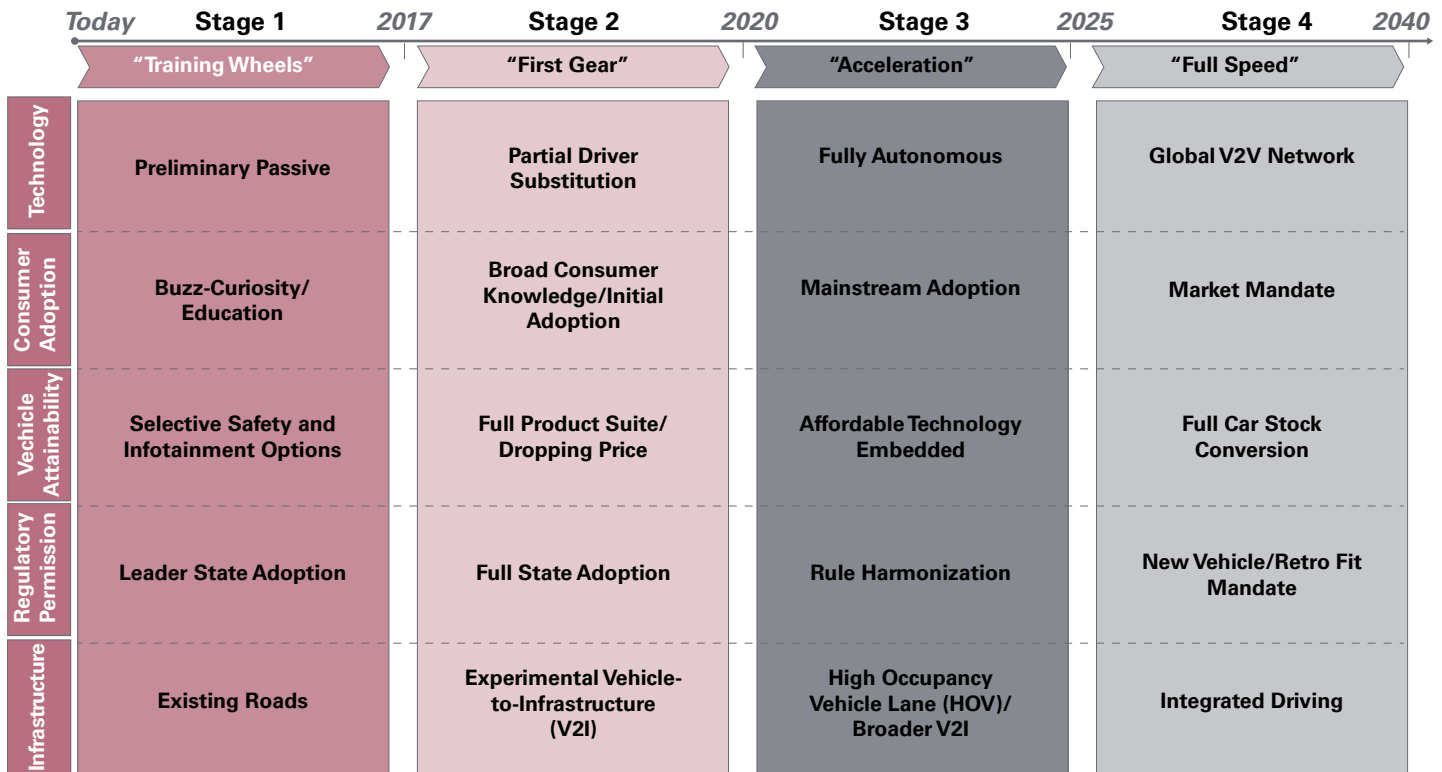 Today Stage 1 2017 Stage 2 2020 Stage 3 2025 Stage 4 2040
“Training Wheels” “First Gear” “Acceleration” “Full Speed”
Technology
Preliminary Passive
Partial Driver
Substitution
Fully Autonomous
Global V2V Network
Consumer
Adoption
Buzz-Curiosity/
Education
Broad Consumer
Knowledge/Initial
Adoption
Mainstream Adoption
Market Mandate
Vechicle
Attainability
Selective Safety and
Infotainment Options
Full Product Suite/
Dropping Price
Affordable Technology
Embedded
Full Car Stock
Conversion
Regulatory
Permission
Leader State Adoption
Full State Adoption
Rule Harmonization
New Vehicle/Retro Fit
Mandate
Infrastructure
Existing Roads
Experimental Vehicle-
to-Infrastructure
(V2I)
High Occupancy
Vehicle Lane (HOV)/
Broader V2I
Integrated Driving